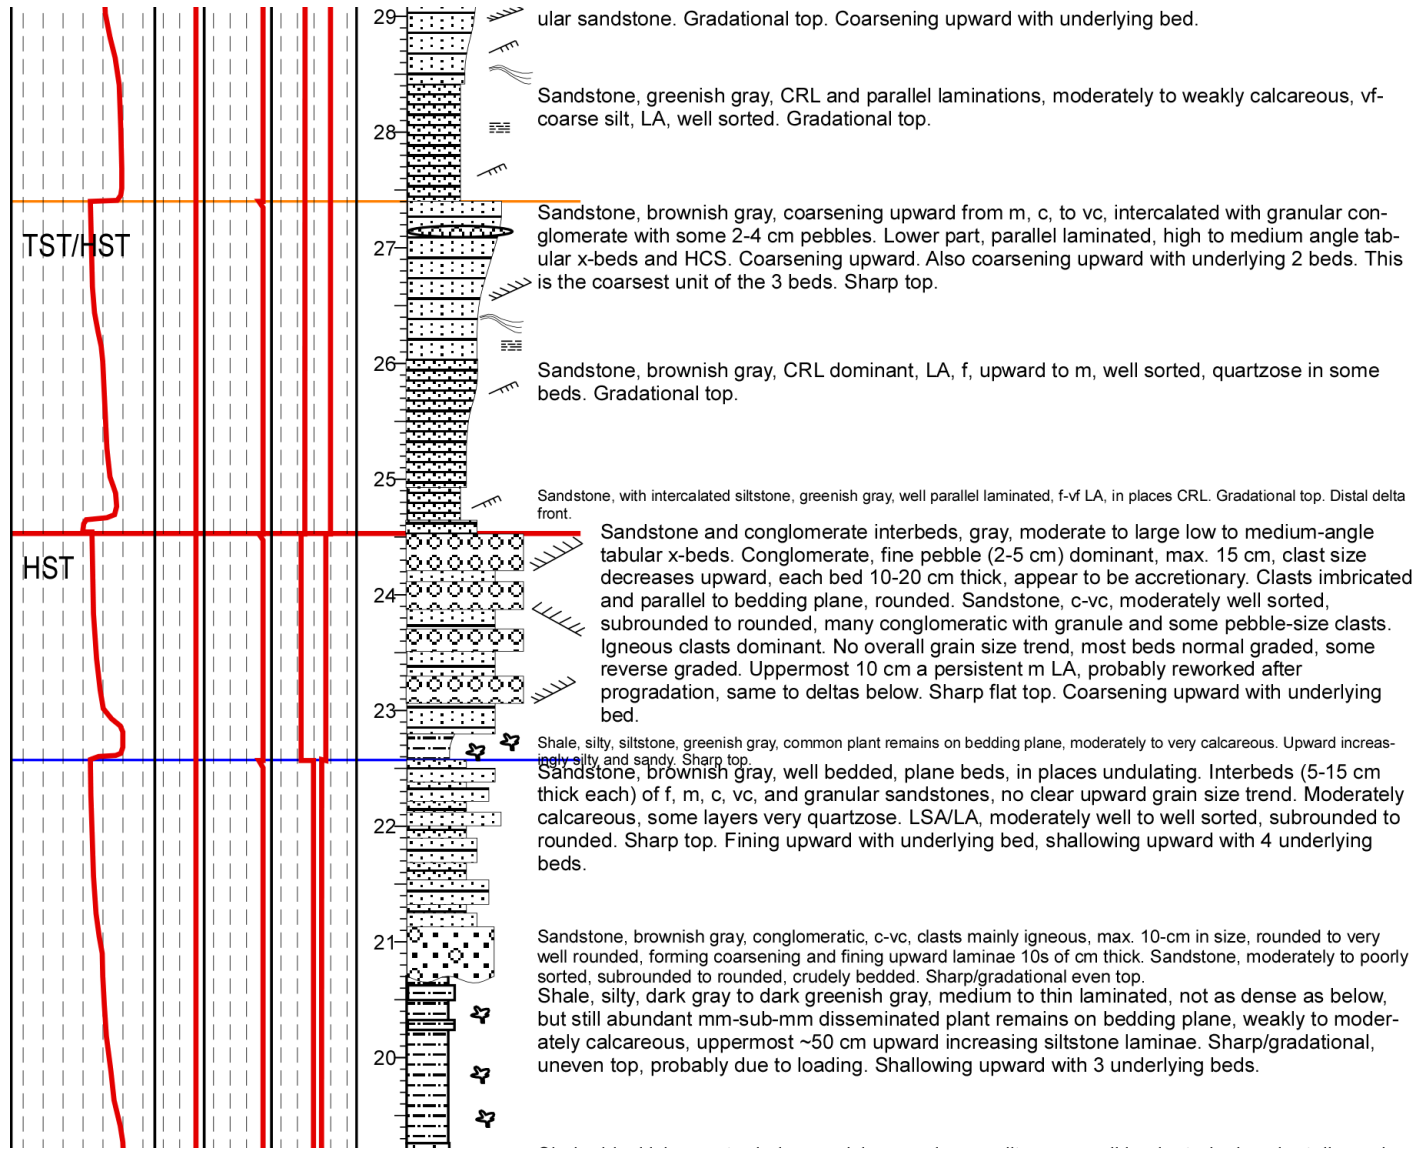 29
ular sandstone. Gradational top. Coarsening upward with underlying bed.
Sandstone, greenish gray, CRL and parallel laminations, moderately to weakly calcareous, vf-
coarse silt, LA, well sorted. Gradational top.
28
Sandstone, brownish gray, coarsening upward from m, c, to vc, intercalated with granular con-
glomerate with some 2-4 cm pebbles. Lower part, parallel laminated, high to medium angle tab-
ular x-beds and HCS. Coarsening upward. Also coarsening upward with underlying 2 beds. This
is the coarsest unit of the 3 beds. Sharp top.
TST/HST
27
26
Sandstone, brownish gray, CRL dominant, LA, f, upward to m, well sorted, quartzose in some
beds. Gradational top.
25
Sandstone, with intercalated siltstone, greenish gray, well parallel laminated, f-vf LA, in places CRL. Gradational top. Distal delta
front.
HST
Sandstone and conglomerate interbeds, gray, moderate to large low to medium-angle
tabular x-beds. Conglomerate, fine pebble (2-5 cm) dominant, max. 15 cm, clast size
decreases upward, each bed 10-20 cm thick, appear to be accretionary. Clasts imbricated
and parallel to bedding plane, rounded. Sandstone, c-vc, moderately well sorted,
subrounded to rounded, many conglomeratic with granule and some pebble-size clasts.
Igneous clasts dominant. No overall grain size trend, most beds normal graded, some
reverse graded. Uppermost 10 cm a persistent m LA, probably reworked after
progradation, same to deltas below. Sharp flat top. Coarsening upward with underlying
bed.
24
23
Shale, silty, siltstone, greenish gray, common plant remains on bedding plane, moderately to very calcareous. Upward increas-
ingly silty and sandy. Sharp top.
Sandstone, brownish gray, well bedded, plane beds, in places undulating. Interbeds (5-15 cm
thick each) of f, m, c, vc, and granular sandstones, no clear upward grain size trend. Moderately
calcareous, some layers very quartzose. LSA/LA, moderately well to well sorted, subrounded to
rounded. Sharp top. Fining upward with underlying bed, shallowing upward with 4 underlying
beds.
22
21
Sandstone, brownish gray, conglomeratic, c-vc, clasts mainly igneous, max. 10-cm in size, rounded to very
well rounded, forming coarsening and fining upward laminae 10s of cm thick. Sandstone, moderately to poorly
sorted, subrounded to rounded, crudely bedded. Sharp/gradational even top.
Shale, silty, dark gray to dark greenish gray, medium to thin laminated, not as dense as below,
but still abundant mm-sub-mm disseminated plant remains on bedding plane, weakly to moder-
ately calcareous, uppermost ~50 cm upward increasing siltstone laminae. Sharp/gradational,
uneven top, probably due to loading. Shallowing upward with 3 underlying beds.
20